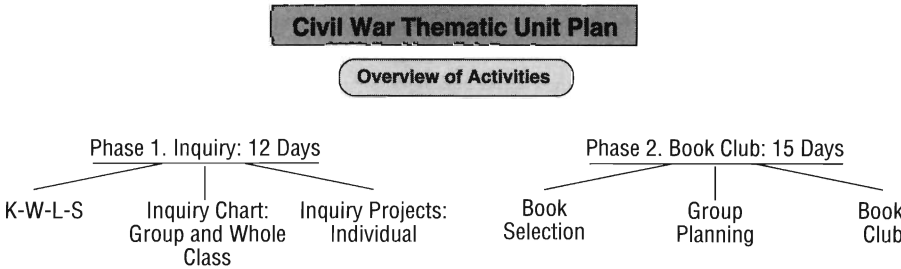 Civil War Thematic Unit Plan
Overview of Activities
Phase 1. Inquiry: 12 Days
Phase 2. Book Club: 15 Days
K-W-L-S
Inquiry Chart:
Group and Whole
Class
Inquiry Projects:
Individual
Book
Selection
Group
Planning
Book
Club